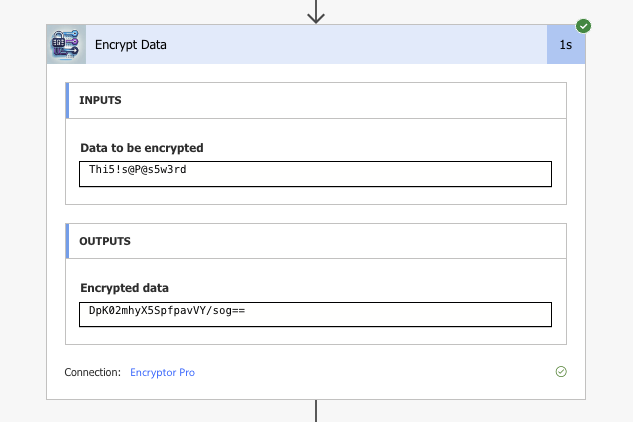 Encrypt Data
1s
INPUTS
Data to be encrypted
Thi5!s@P@s5w3rd
OUTPUTS
Encrypted data
DpK02mhyX5SpfpavVY/sog==
Connection: Encryptor Pro